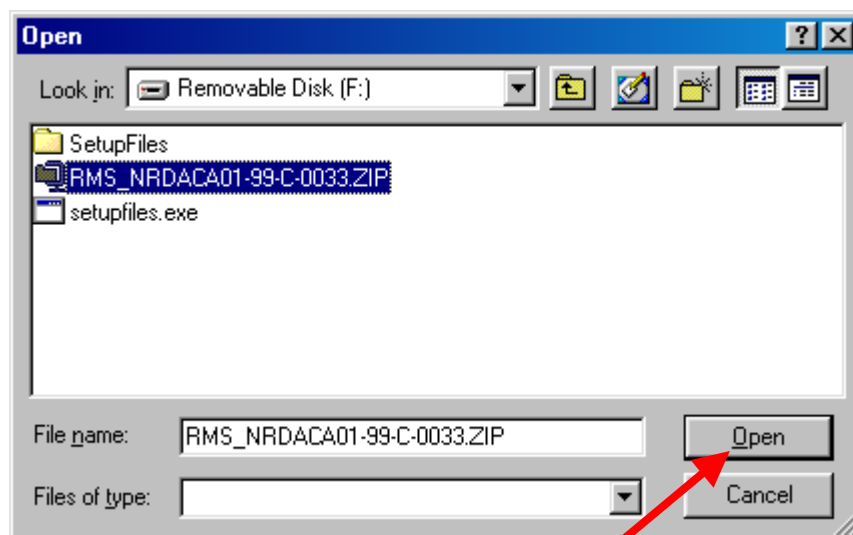 Open
Look in: Removable Disk (F:)
SetupFiles
RMS_NRDACA01-99-C-0033.ZIP
setupfiles.exe
File name: RMS_NRDACA01-99-C-0033.ZIP Open
Files of type: Cancel